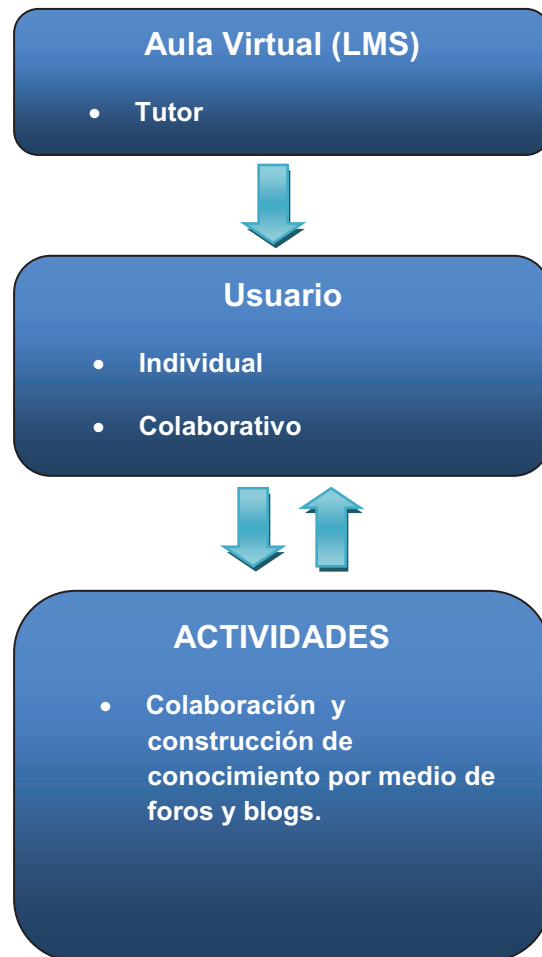 Aula Virtual (LMS)
• Tutor
Usuario
• Individual
• Colaborativo
ACTIVIDADES
• Colaboración y
construcción de
conocimiento por medio de
foros y blogs.